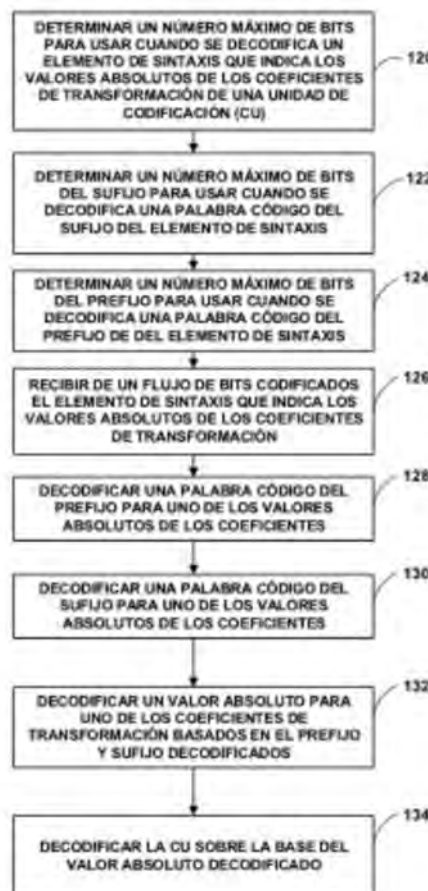 DETERMINAR UN NÚMERO MÁXIMO DE BITS
PARA USAR CUANDO SE DECODIFICA UN
ELEMENTO DE SINTAXIS QUE INDICA LOS
VALORES ABSOLUTOS DE LOS COEFICIENTES
DE TRANSFORMACIÓN DE UNA UNIDAD DE
CODIFICACIÓN (CU)
120
DETERMINAR UN NÚMERO MÁXIMO DE BITS
DEL SUFIJO PARA USAR CUANDO SE
DECODIFICA UNA PALABRA CÓDIGO DEL
SUFIJO DEL ELEMENTO DE SINTAXIS
122
DETERMINAR UN NÚMERO MÁXIMO DE BITS
DEL PREFIJO PARA USAR CUANDO SE
DECODIFICA UNA PALABRA CÓDIGO DEL
PREFIJO DE DEL ELEMENTO DE SINTAXIS
124
RECIBIR DE UN FLUJO DE BITS CODIFICADOS
EL ELEMENTO DE SINTAXIS QUE INDICA LOS
VALORES ABSOLUTOS DE LOS COEFICIENTES
DE TRANSFORMACIÓN
126
DECODIFICAR UNA PALABRA CÓDIGO DEL
PREFIJO PARA UNO DE LOS VALORES
ABSOLUTOS DE LOS COEFICIENTES
128
DECODIFICAR UNA PALABRA CÓDIGO DEL
SUFIJO PARA UNO DE LOS VALORES
ABSOLUTOS DE LOS COEFICIENTES
130
DECODIFICAR UN VALOR ABSOLUTO PARA
UNO DE LOS COEFICIENTES DE
TRANSFORMACIÓN BASADOS EN EL PREFIJO
Y SUFIJO DECODIFICADOS
132
DECODIFICAR LA CU SOBRE LA BASE DEL
VALOR ABSOLUTO DECODIFICADO
134